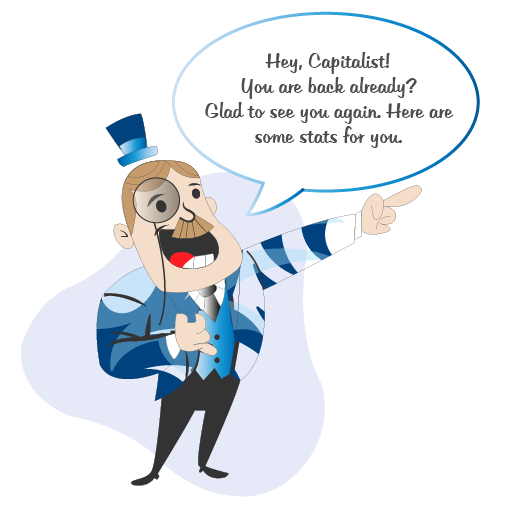 Hey, Capitalist!
You are back already?
Glad to see you again. Here are
some stats for you.